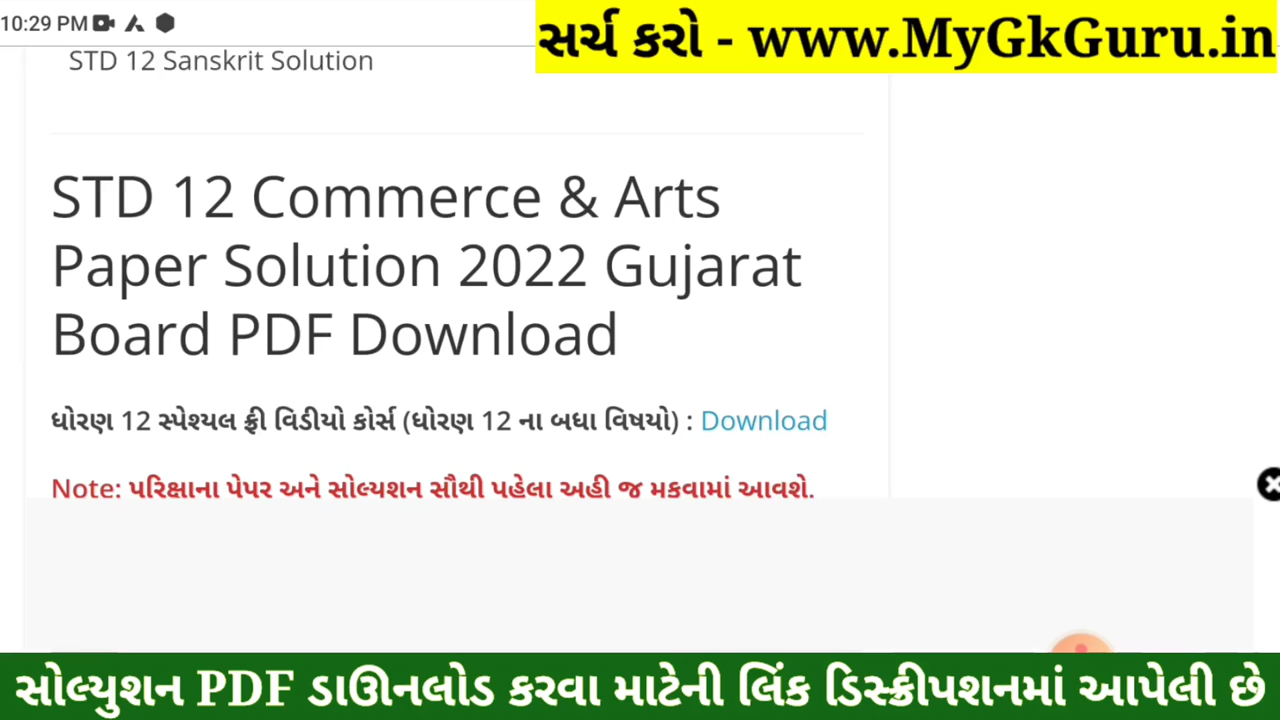 10:29 PM
સર્ચ કરો - www.MyGkGuru.in
STD 12 Sanskrit Solution
STD 12 Commerce & Arts
Paper Solution 2022 Gujarat
Board PDF Download
ધોરણ 12 સ્પેશ્યલ ફ્રી વિડીયો કોર્સ (ધોરણ 12 ના બધા વિષયો) : Download
Note: પરિક્ષાના પેપર અને સોલ્યશન સૌથી પહેલા અહી જ મકવામાં આવશે.
સોલ્યુશન PDF ડાઊનલોડ કરવા માટેની લિંક ડિસ્ક્રીપશનમાં આપેલી છે